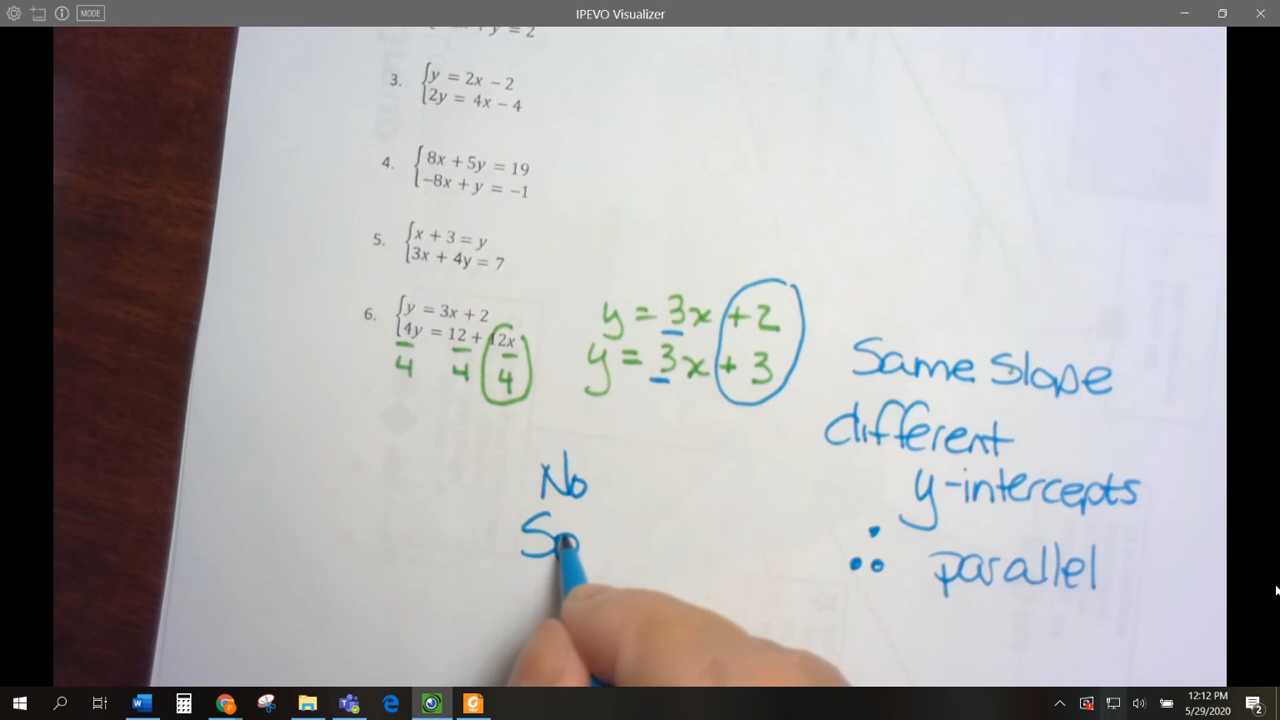 MODE
IPEVO Visualizer
y = 2
3. y = 2x − 2
2y = 4x − 4
4. 8x + 5y = 19
−8x + y = −1
5. x + 3 = y
3x + 4y = 7
6. y = 3x + 2
4y = 12 + 12x
4 4 4
y = 3x + 2
y = 3x + 3
Same Slope
different
y-intercepts
∴ parallel
No
So
12:12 PM
5/29/2020
2